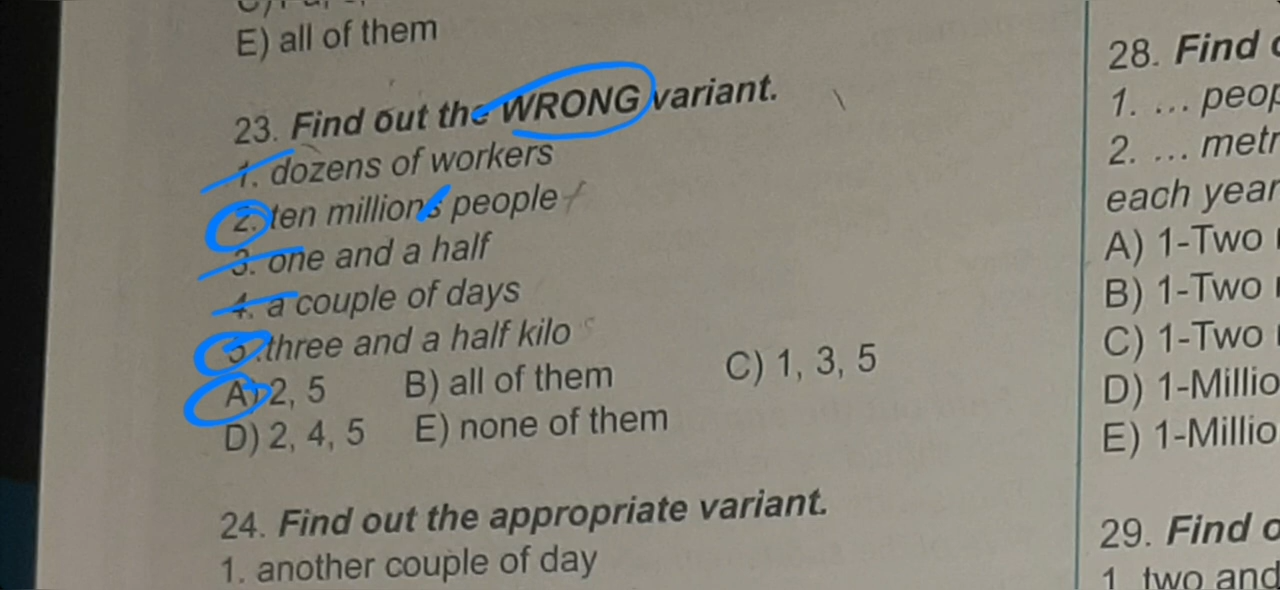 E) all of them
23. Find out the WRONG variant.
1. dozens of workers
2. ten millions people
3. one and a half
4. a couple of days
5. three and a half kilo
A) 2, 5 B) all of them C) 1, 3, 5
D) 2, 4, 5 E) none of them
24. Find out the appropriate variant.
1. another couple of day
28. Find
1. ...
2. ...
each year
A) 1-Two
B) 1-Two
C) 1-Two
D) 1-Millio
E) 1-Millio
29. Find
1. two and